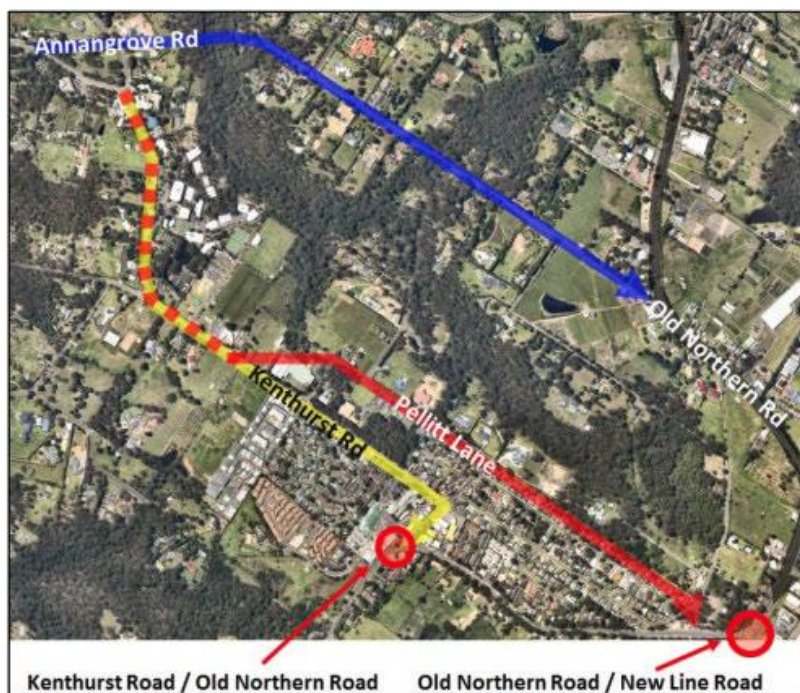 Annangrove Rd
Old Northern Rd
Kenthurst Rd
Pellitt Lane
Kenthurst Road / Old Northern Road
Old Northern Road / New Line Road